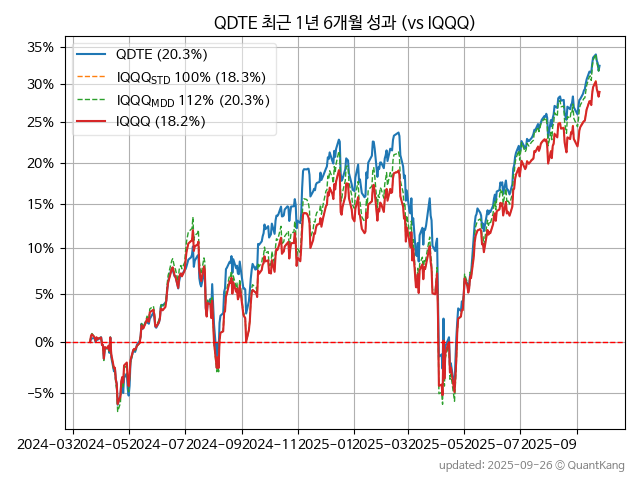 QDTE 최근 1년 6개월 성과 (vs IQQQ)
35%
30%
25%
20%
15%
10%
5%
0%
−5%
QDTE (20.3%)
IQQQSTD 100% (18.3%)
IQQQMDD 112% (20.3%)
IQQQ (18.2%)
2024-03 2024-05 2024-07 2024-09 2024-11 2025-01 2025-03 2025-05 2025-07 2025-09
updated: 2025-09-26 © QuantKang